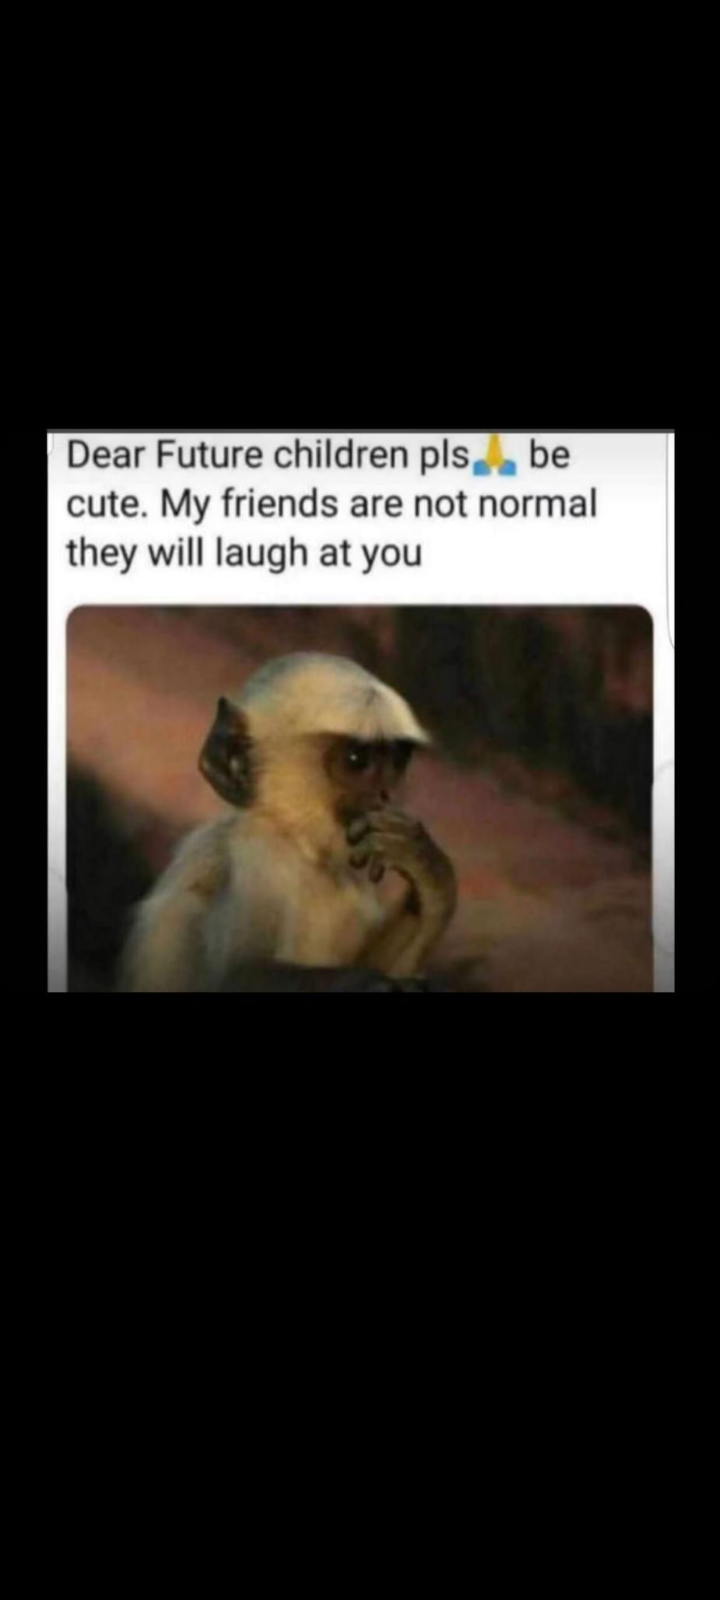 Dear Future children pls🙏 be
cute. My friends are not normal
they will laugh at you